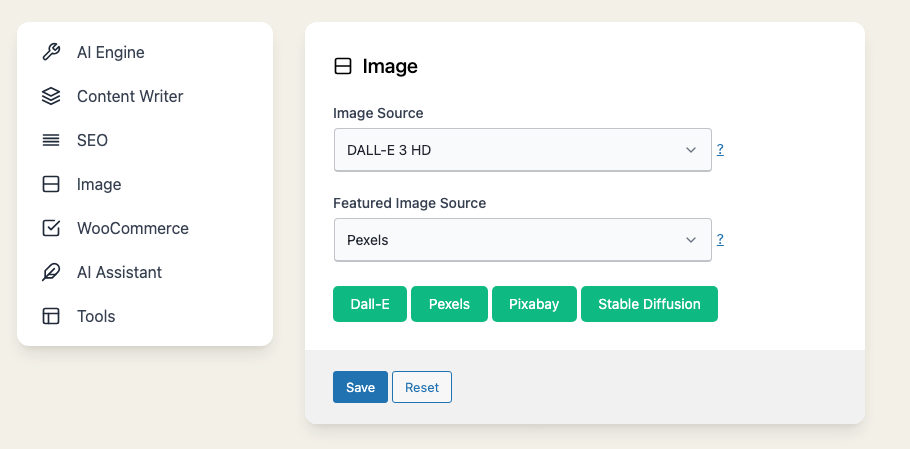 AI Engine
Content Writer
SEO
Image
WooCommerce
AI Assistant
Tools
Image
Image Source
DALL-E 3 HD
?
Featured Image Source
Pexels
?
Dall-E Pexels Pixabay Stable Diffusion
Save Reset